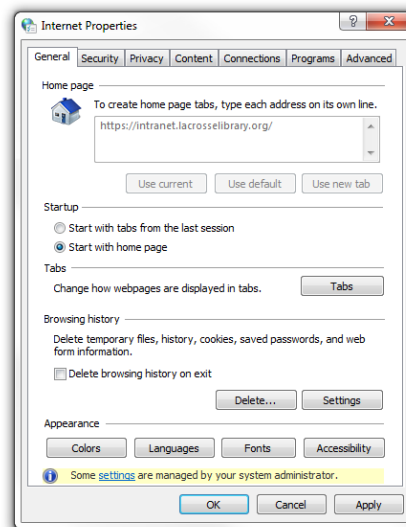 Internet Properties
General Security Privacy Content Connections Programs Advanced
Home page
To create home page tabs, type each address on its own line.
https://intranet.lacrosselibrary.org/
Use current Use default Use new tab
Startup
Start with tabs from the last session
Start with home page
Tabs
Change how webpages are displayed in tabs. Tabs
Browsing history
Delete temporary files, history, cookies, saved passwords, and web
form information.
Delete browsing history on exit
Delete... Settings
Appearance
Colors Languages Fonts Accessibility
Some settings are managed by your system administrator.
OK Cancel Apply